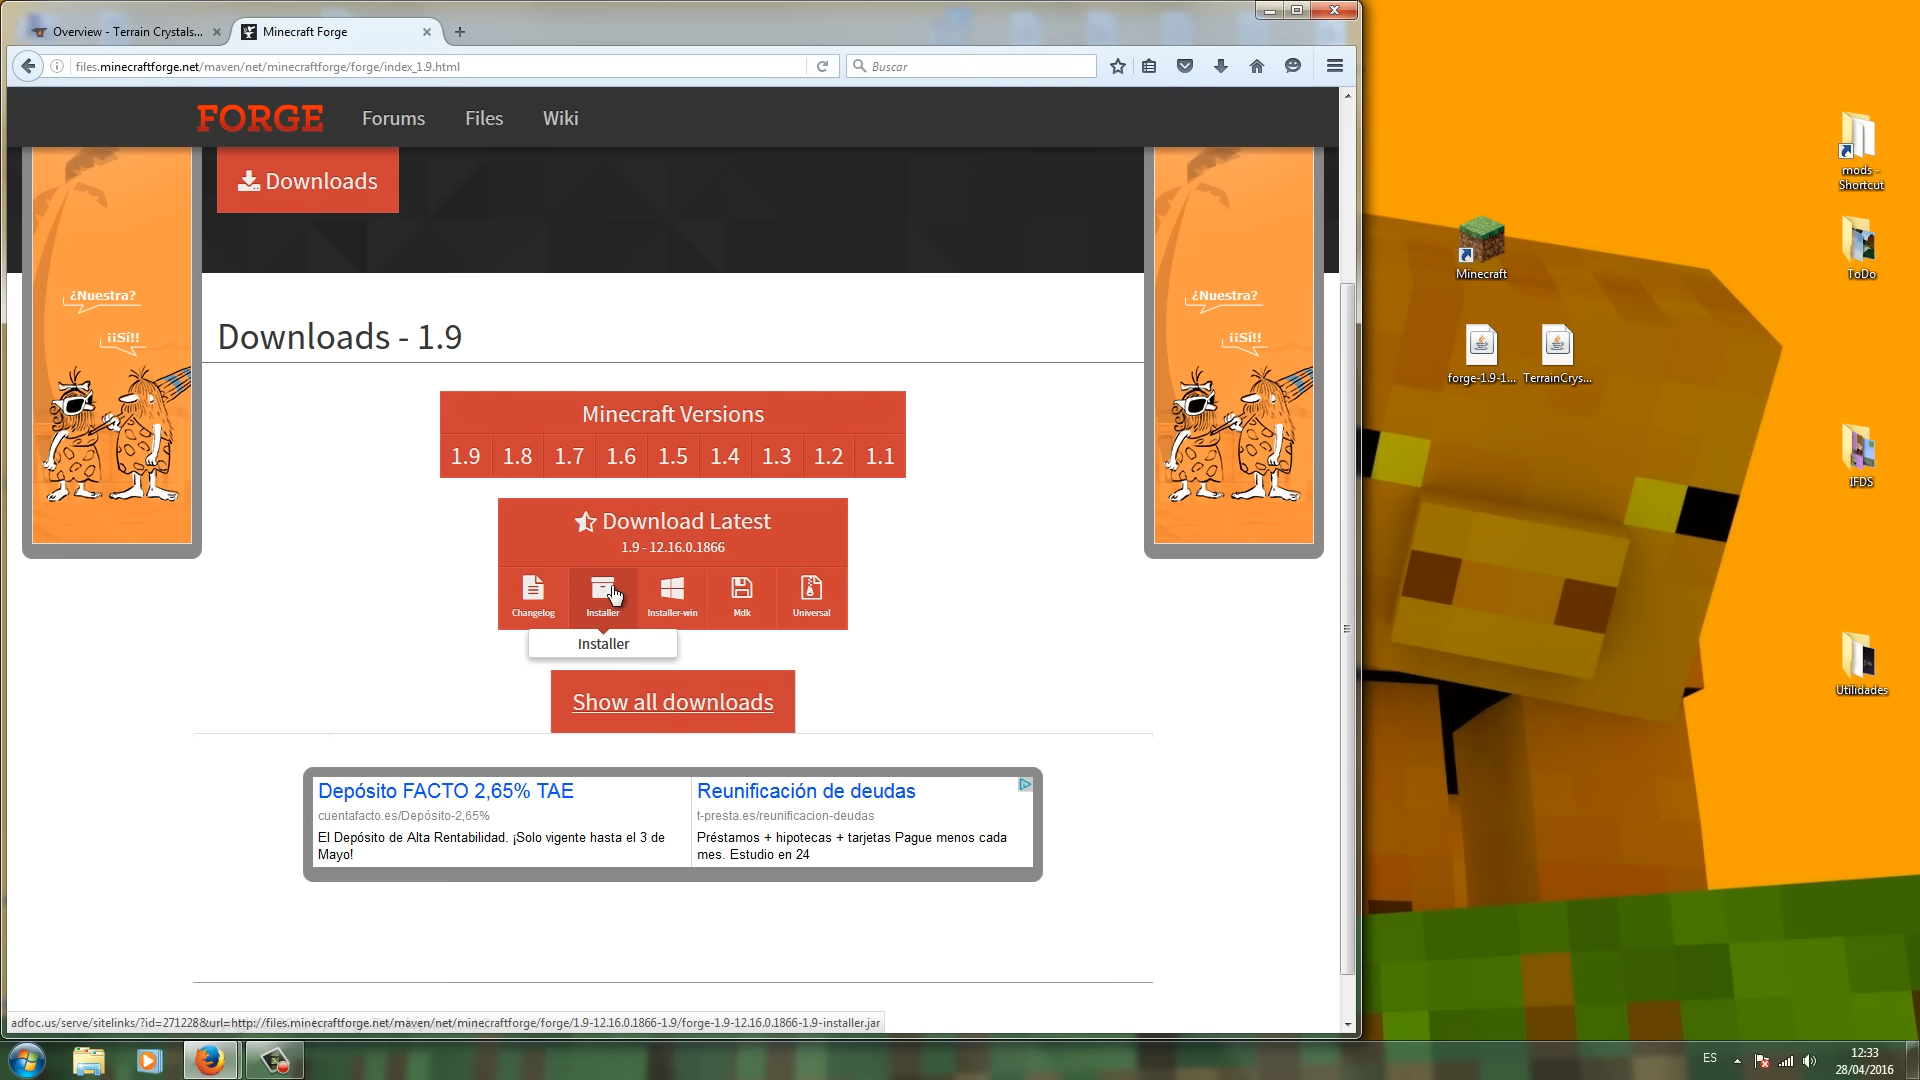 Overview - Terrain Crystals...
Minecraft Forge
files.minecraftforge.net/maven/net/minecraftforge/forge/index_1.9.html
Buscar
FORGE
Forums
Files
Wiki
Downloads
¿Nuestra?
¡¡Sí!!
¿Nuestra?
¡¡Sí!!
Downloads - 1.9
Minecraft Versions
1.9 1.8 1.7 1.6 1.5 1.4 1.3 1.2 1.1
Download Latest
1.9 - 12.16.0.1866
Changelog
Installer
Installer-win
Mdk
Universal
Installer
Show all downloads
Depósito FACTO 2,65% TAE
cuentafacto.es/Depósito-2,65%
El Depósito de Alta Rentabilidad. ¡Solo vigente hasta el 3 de
Mayo!
Reunificación de deudas
t-presta.es/reunificacion-deudas
Préstamos + hipotecas + tarjetas Pague menos cada
mes. Estudio en 24
adfoc.us/serve/sitelinks/?id=271228&url=http://files.minecraftforge.net/maven/net/minecraftforge/forge/1.9-12.16.0.1866-1.9/forge-1.9-12.16.0.1866-1.9-installer.jar
mods -
Shortcut
Minecraft
ToDo
forge-1.9-1...
TerrainCrys...
IFDS
Utilidades
ES
12:33
28/04/2016